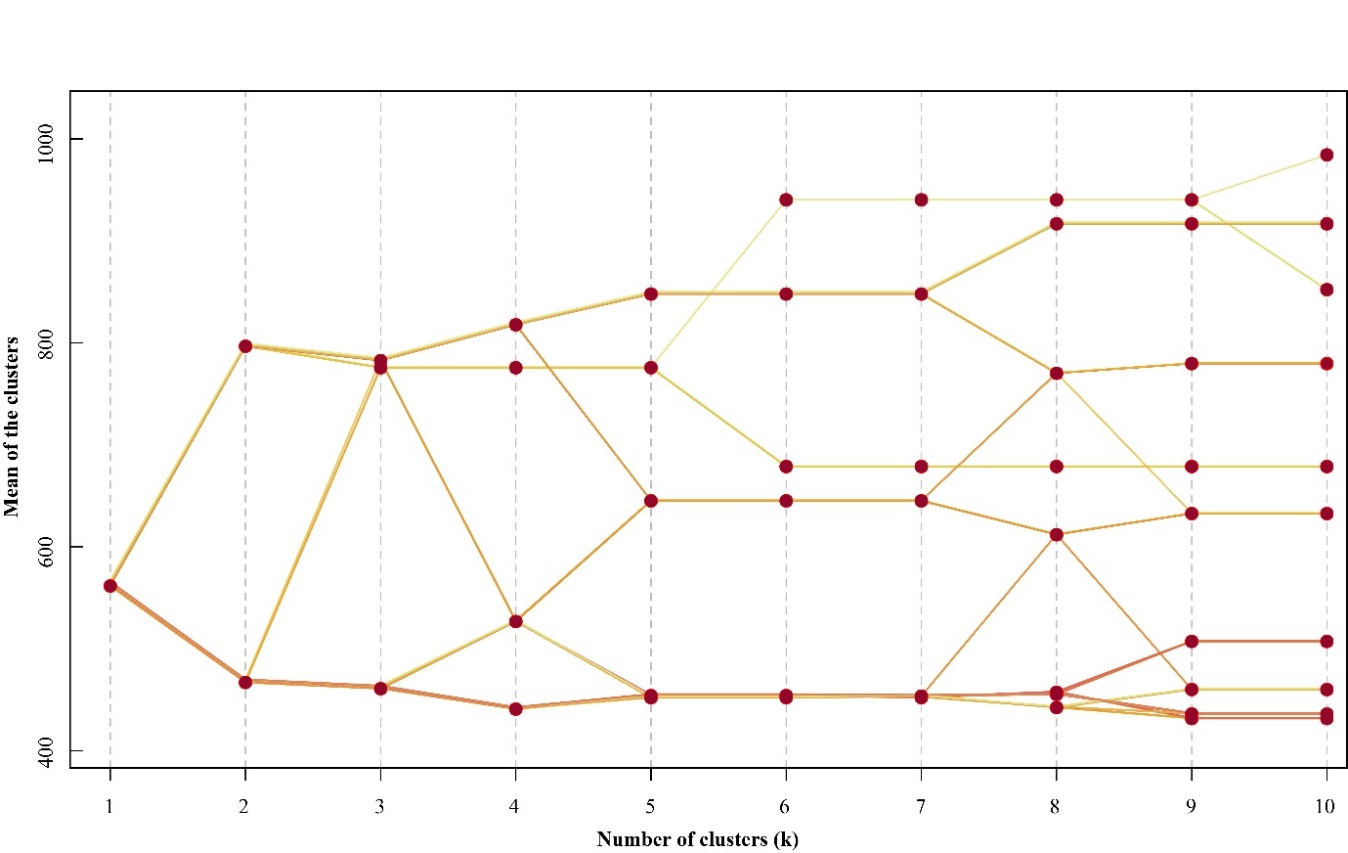 1000
800
600
400
Mean of the clusters
1 2 3 4 5 6 7 8 9 10
Number of clusters (k)